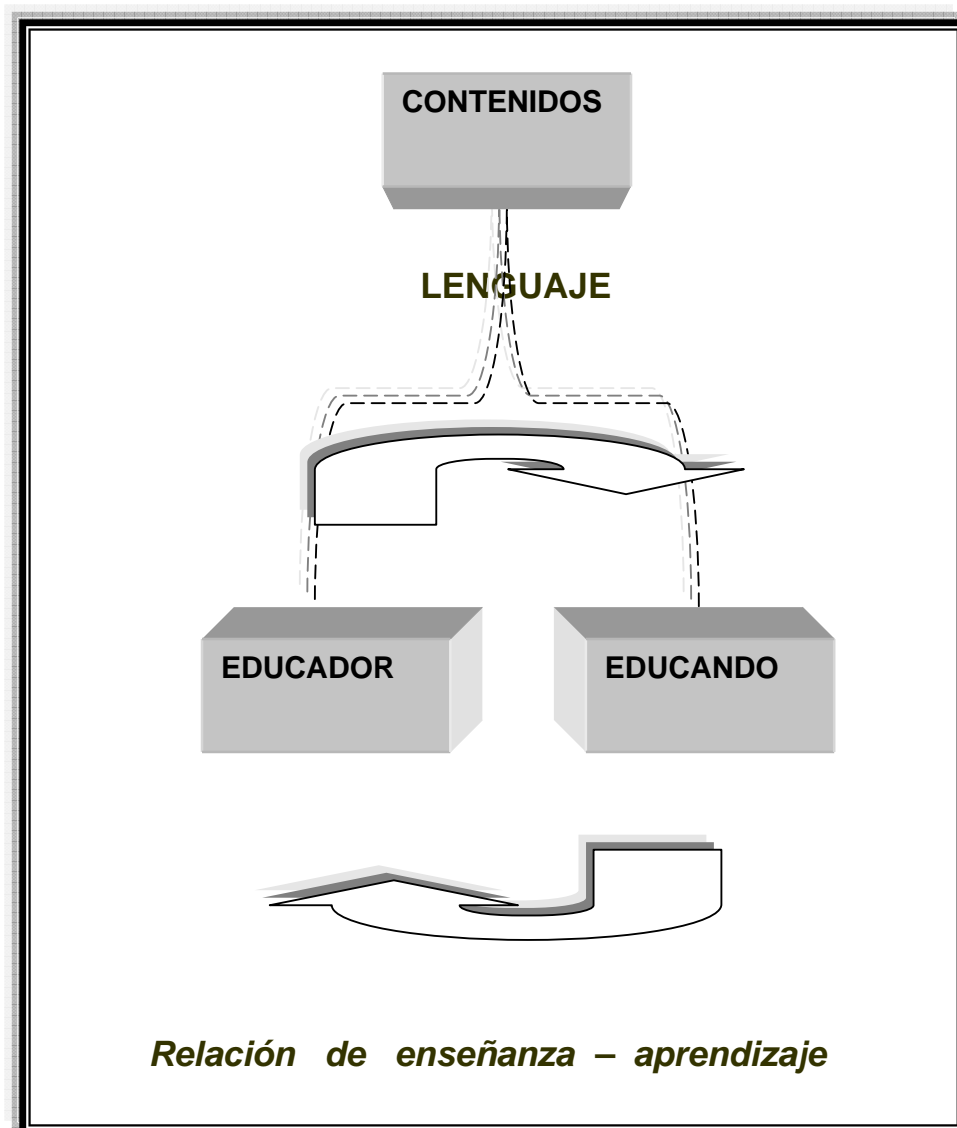 CONTENIDOS
LENGUAJE
EDUCADOR
EDUCANDO
Relación de enseñanza – aprendizaje